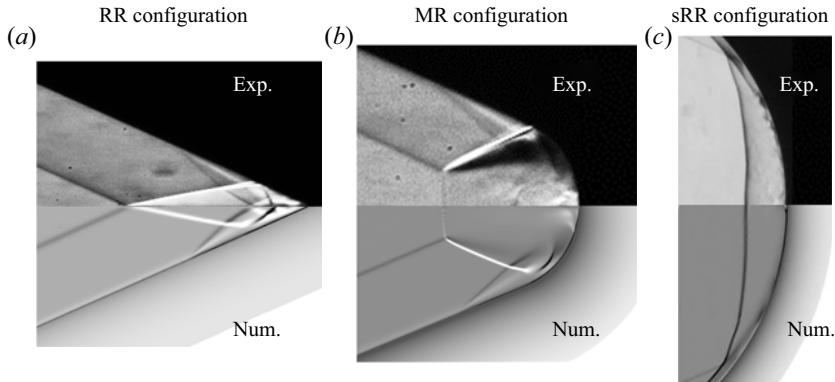 RR configuration
MR configuration
sRR configuration
(a)
(b)
(c)
Exp.
Exp.
Exp.
Num.
Num.
Num.